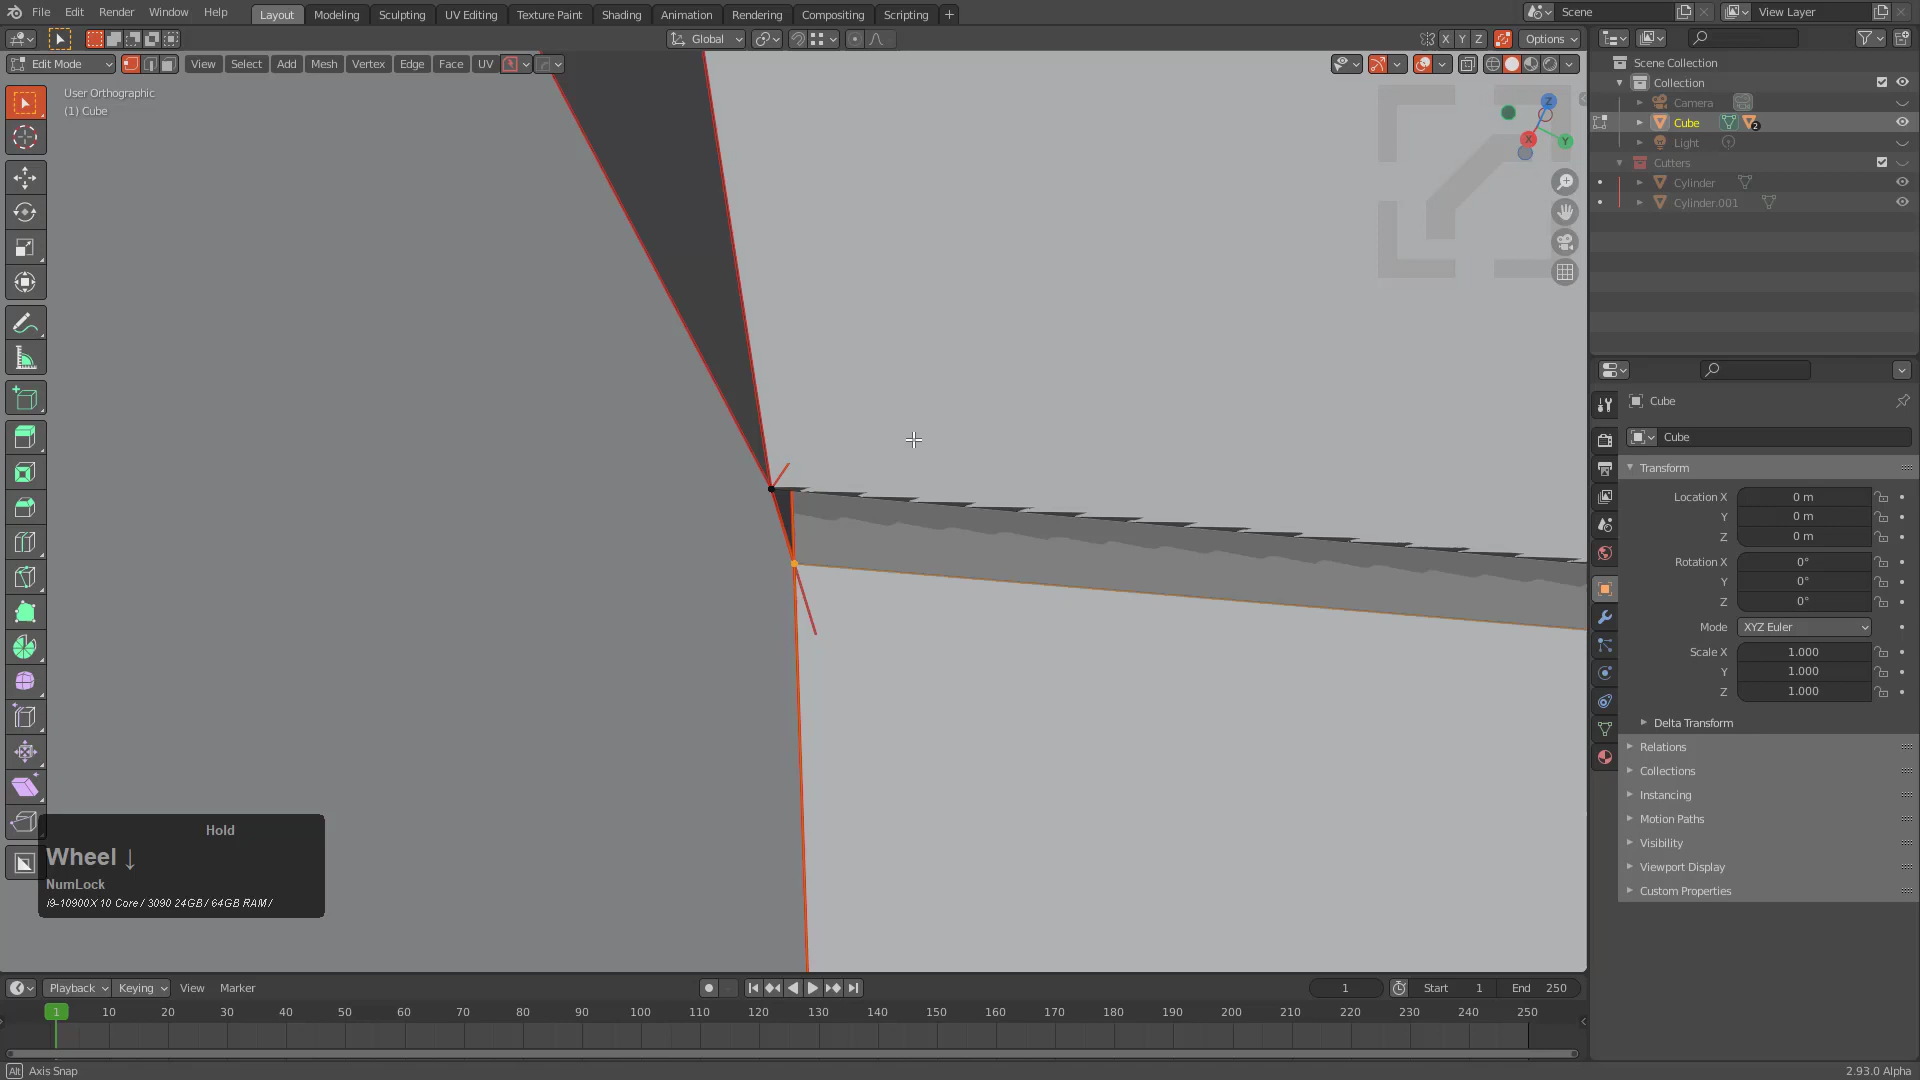 File Edit Render Window Help Layout Modeling Sculpting UV Editing Texture Paint Shading Animation Rendering Compositing Scripting + Scene View Layer
Global X Y Z Options
Edit Mode View Select Add Mesh Vertex Edge Face UV
User Orthographic
(1) Cube
Z
X
Y
Scene Collection
Collection
Camera
Cube 2
Light
Cutters
Cylinder
Cylinder.001
Cube
Cube
Transform
Location X 0 m
Y 0 m
Z 0 m
Rotation X 0°
Y 0°
Z 0°
Mode XYZ Euler
Scale X 1.000
Y 1.000
Z 1.000
Delta Transform
Relations
Collections
Instancing
Motion Paths
Visibility
Viewport Display
Custom Properties
Hold
Wheel ↓
NumLock
i9-10900X 10 Core / 3090 24GB / 64GB RAM /
Playback Keying View Marker 1 Start 1 End 250
1 10 20 30 40 50 60 70 80 90 100 110 120 130 140 150 160 170 180 190 200 210 220 230 240 250
Alt Axis Snap 2.93.0 Alpha